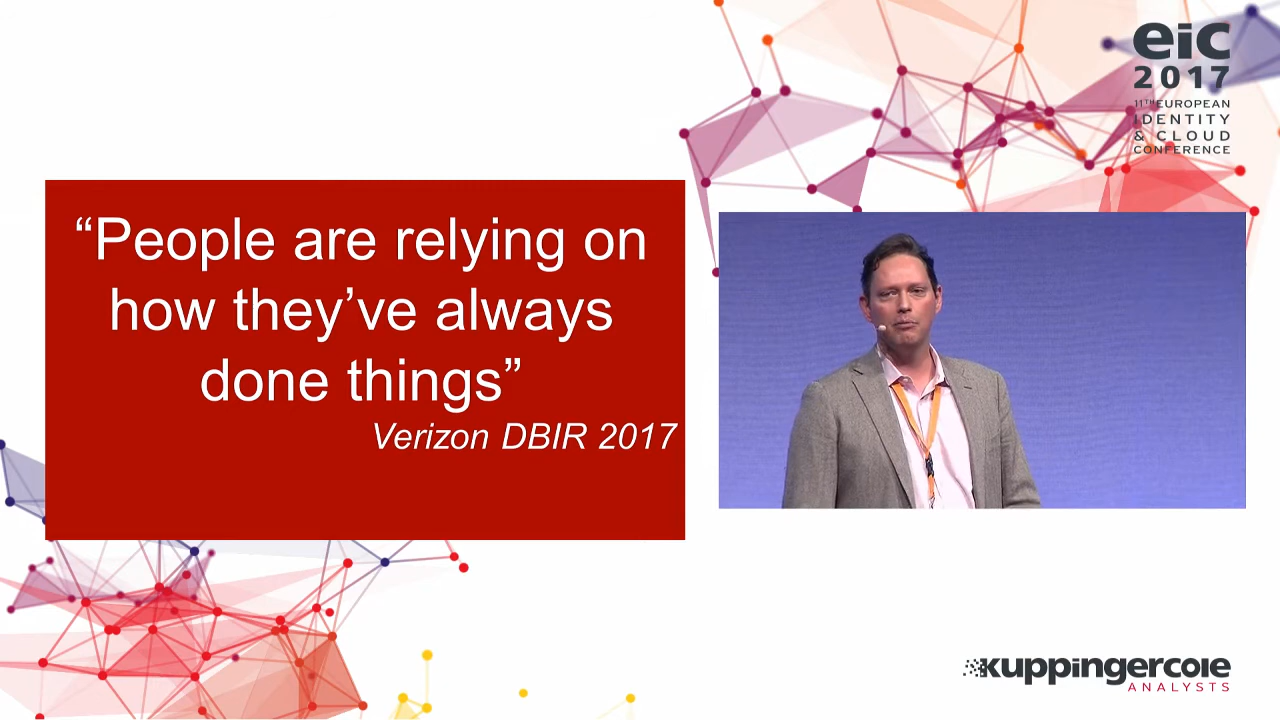 eic
2017
11TH EUROPEAN
IDENTITY
& CLOUD
CONFERENCE
“People are relying on
how they’ve always
done things”
Verizon DBIR 2017
kuppingercole
ANALYSTS